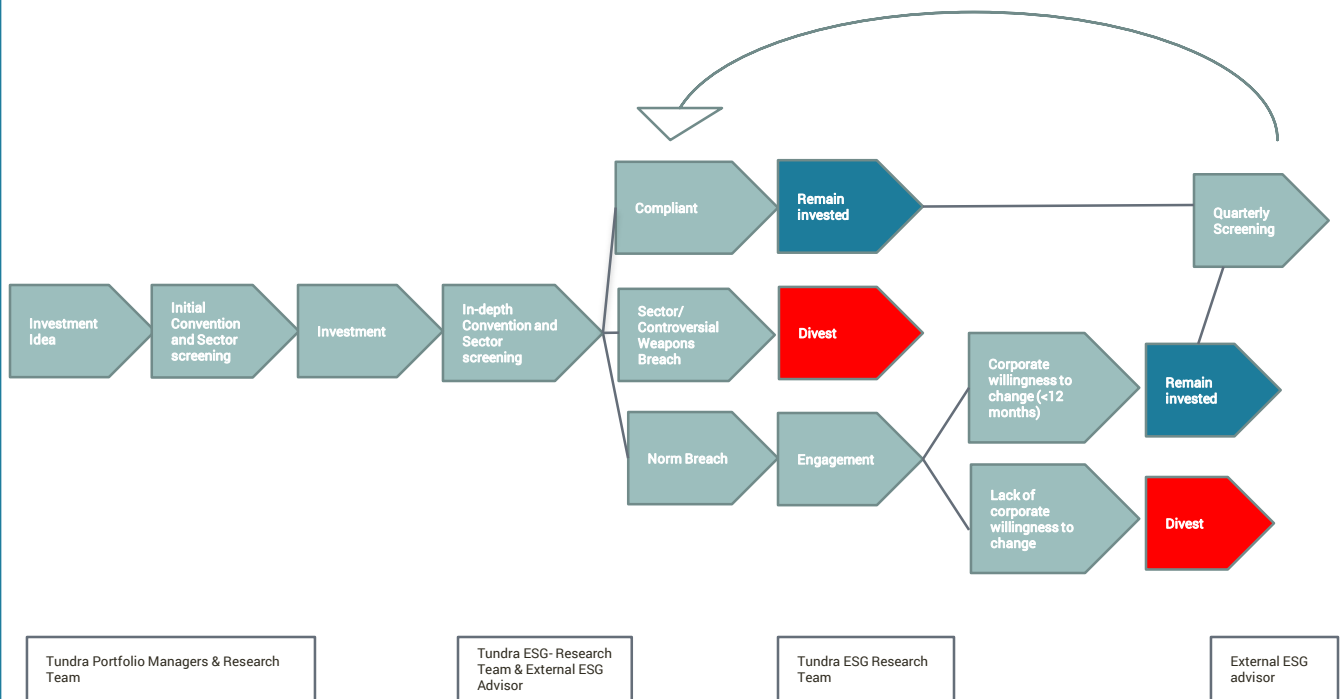 Compliant
Remain
invested
Quarterly
Screening
Investment
Idea
Initial
Convention
and Sector
screening
Investment
In-depth
Convention and
Sector
screening
Sector/
Controversial
Weapons
Breach
Divest
Corporate
willingness to
change (<12
months)
Remain
invested
Norm Breach
Engagement
Lack of
corporate
willingness to
change
Divest
Tundra Portfolio Managers & Research
Team
Tundra ESG- Research
Team & External ESG
Advisor
Tundra ESG Research
Team
External ESG
advisor